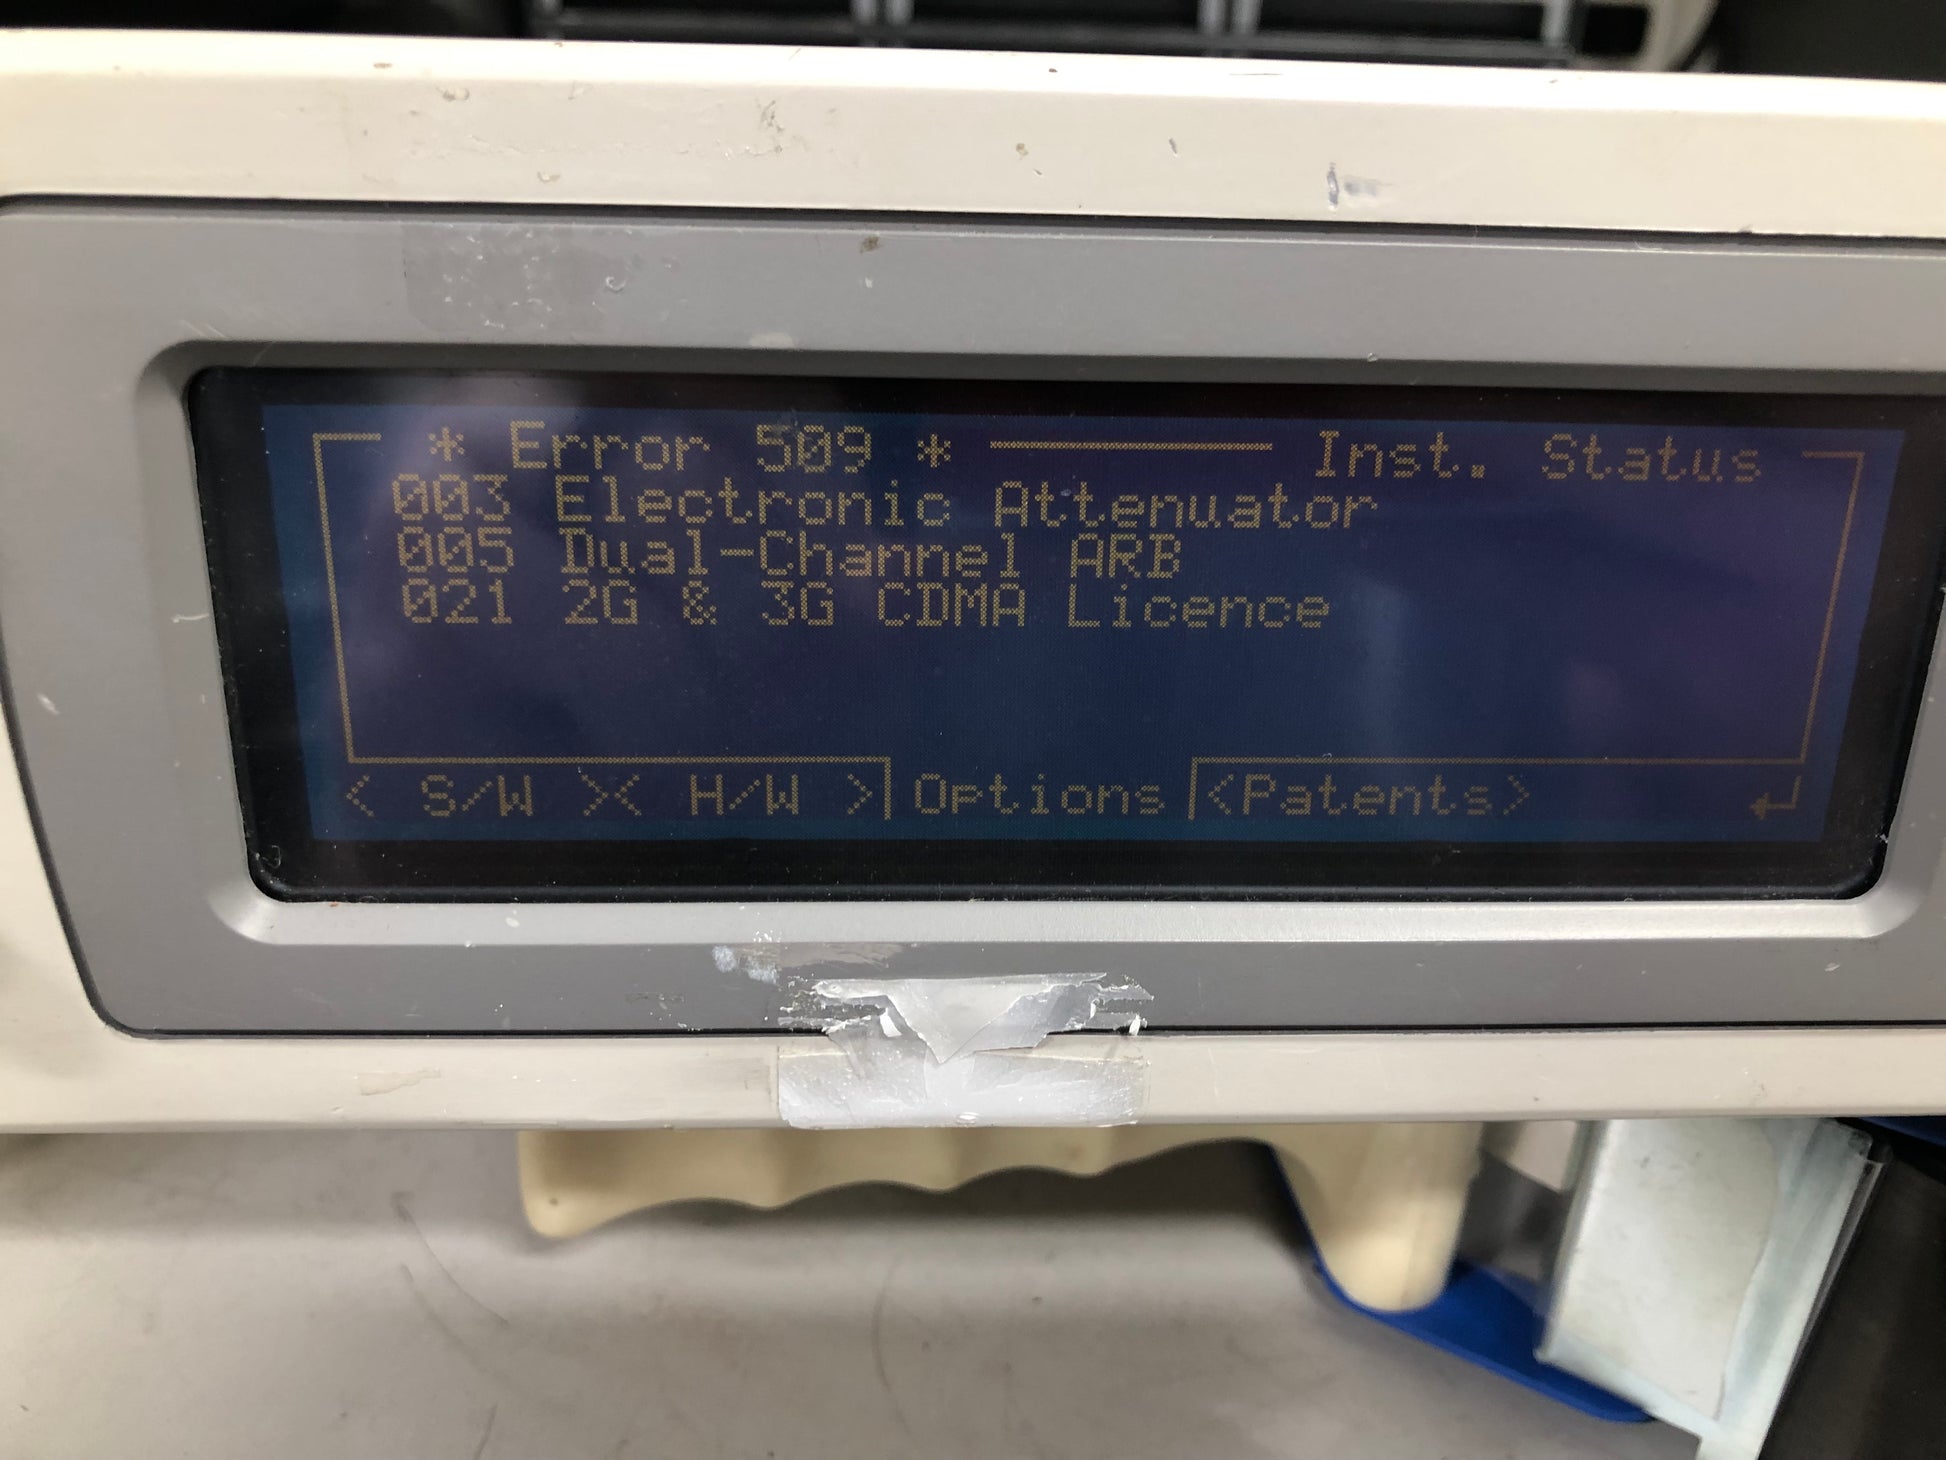 * Error 509 * Inst. Status
003 Electronic Attenuator
005 Dual-Channel ARB
021 2G & 3G CDMA Licence
< S/W >< H/W > Options <Patents>